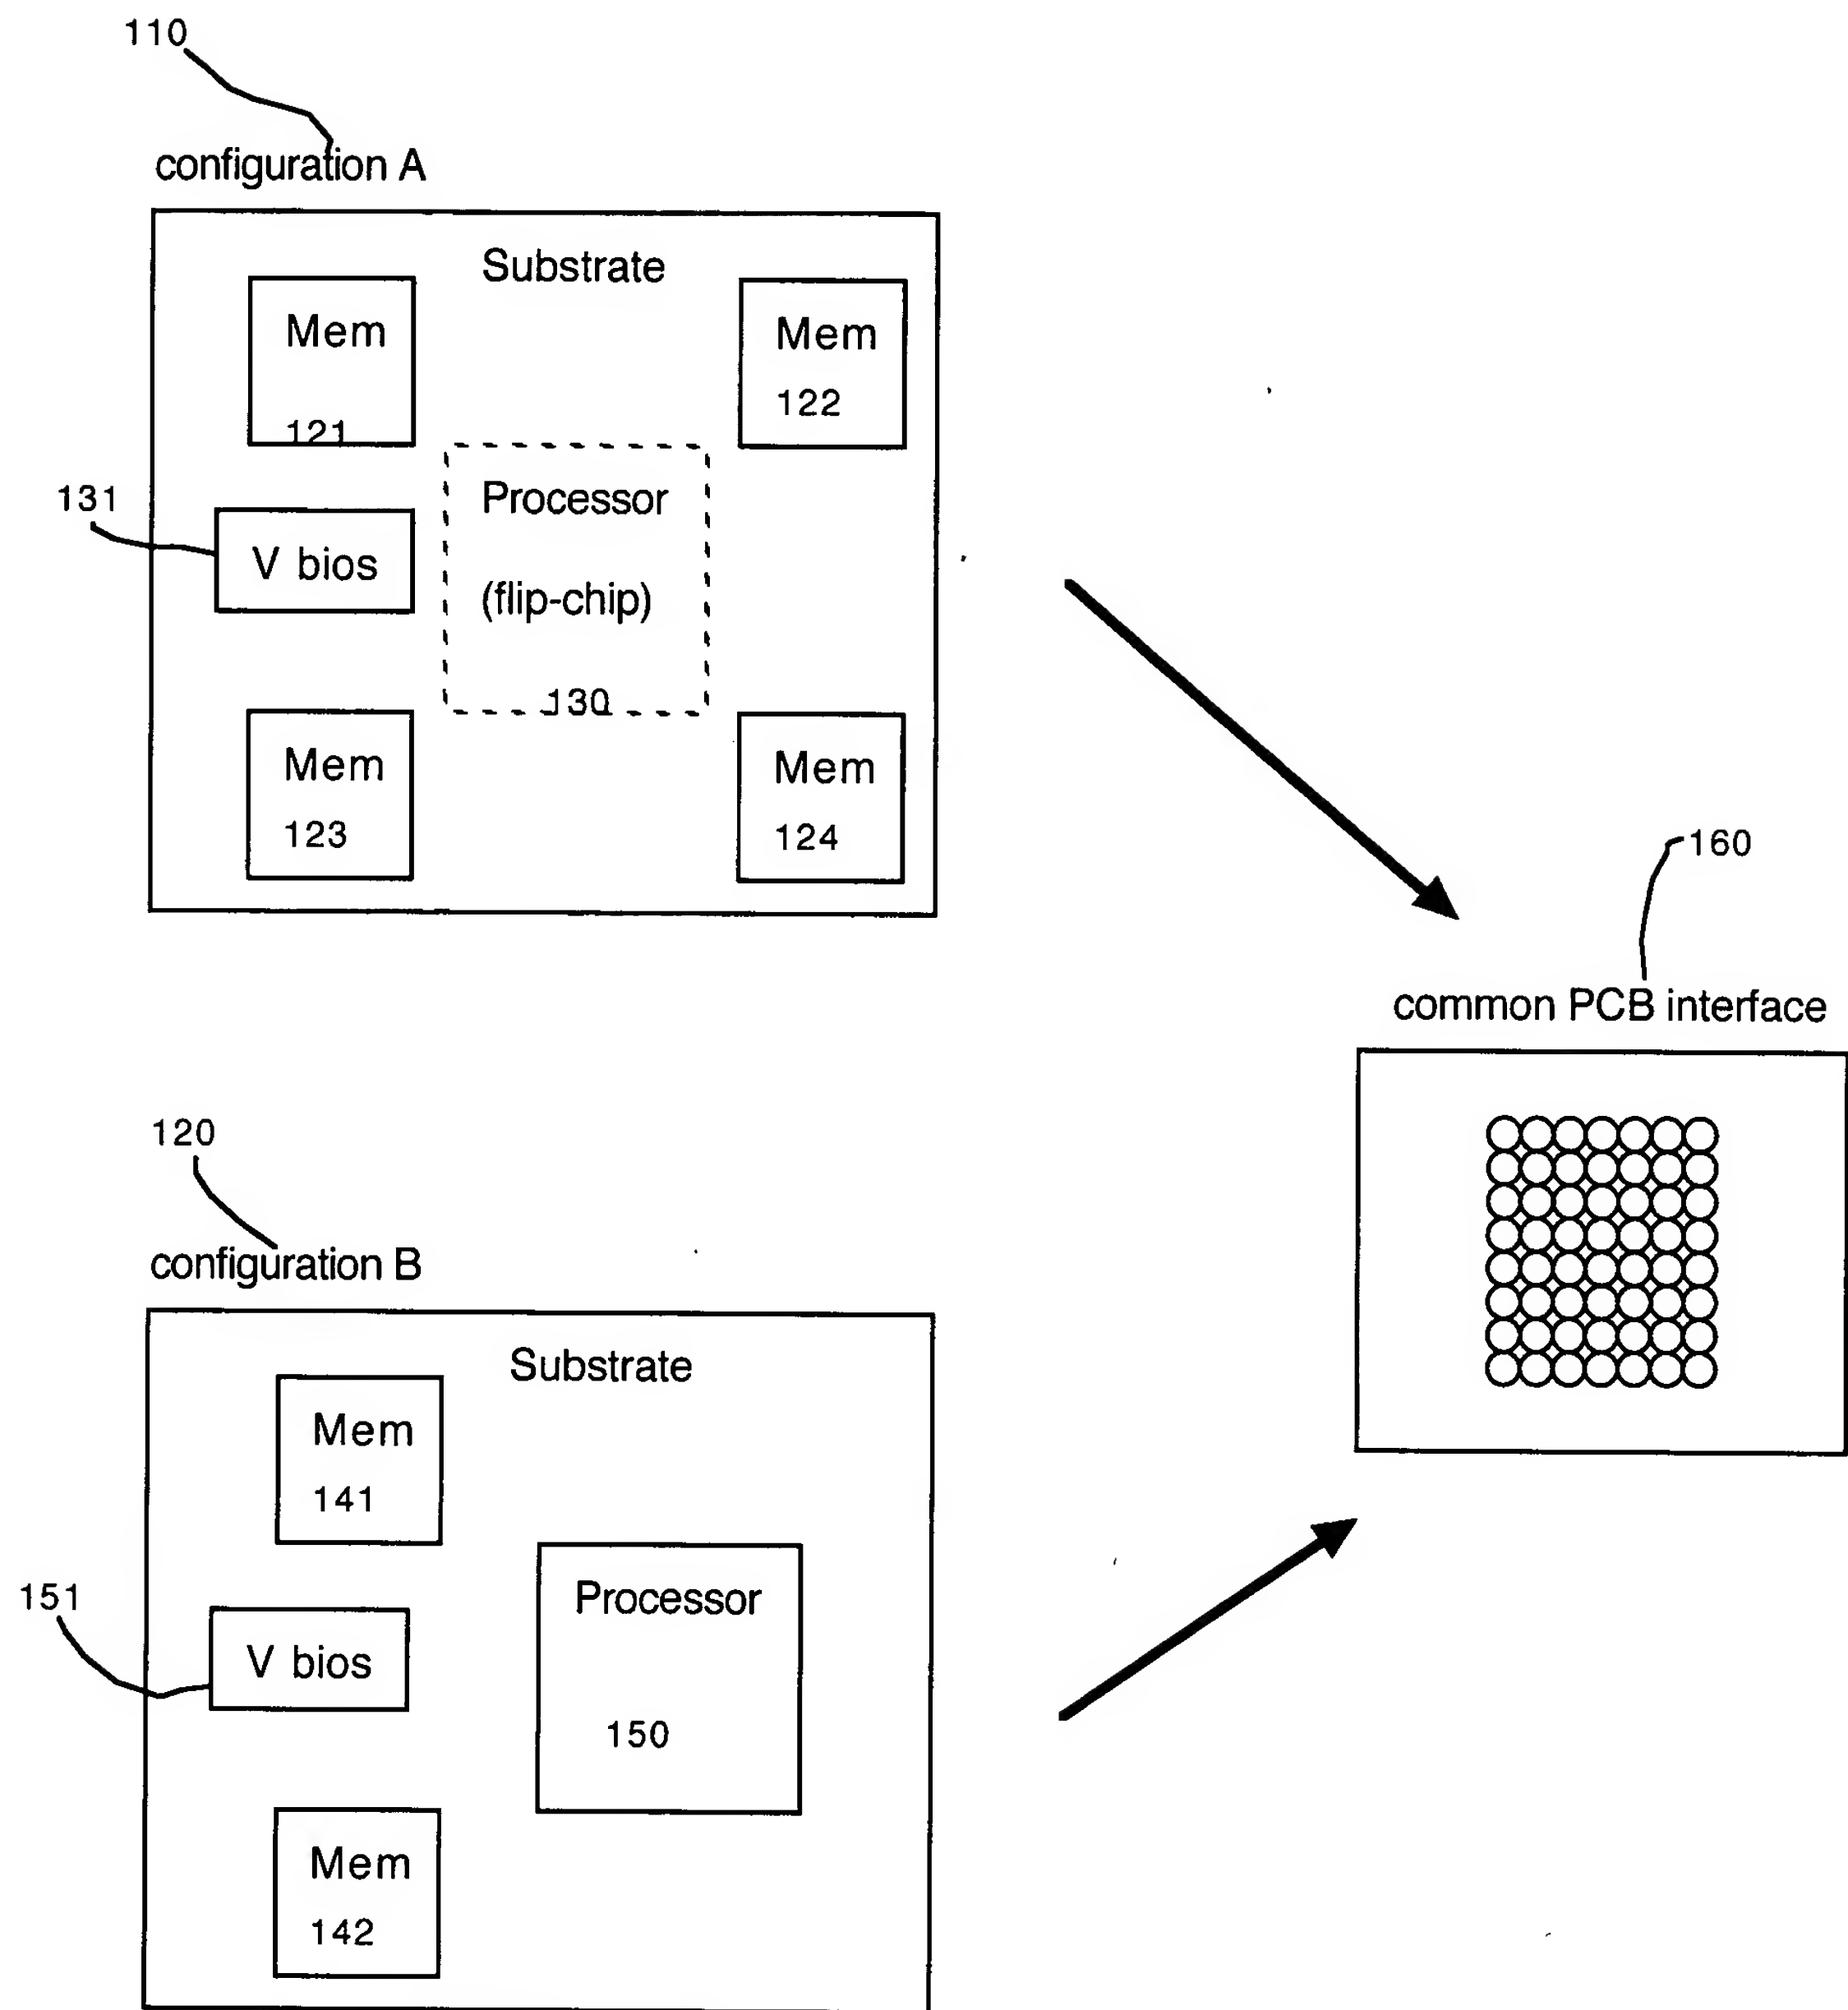 110
configuration A
Substrate
Mem
121
Mem
122
131
V bios
Processor
(flip-chip)
130
Mem
123
Mem
124
160
common PCB interface
120
configuration B
Substrate
Mem
141
151
V bios
Processor
150
Mem
142